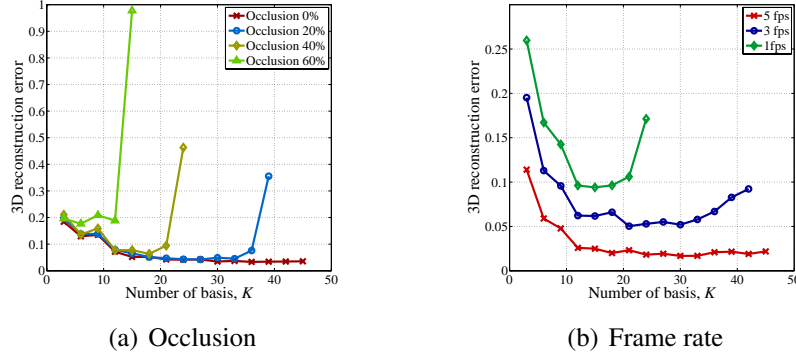 1
0.9
0.8
0.7
0.6
0.5
0.4
0.3
0.2
0.1
0
3D reconstruction error
0 10 20 30 40 50
Number of basis, K
Occlusion 0%
Occlusion 20%
Occlusion 40%
Occlusion 60%
(a) Occlusion
0.25
0.2
0.15
0.1
0.05
0
3D reconstruction error
0 10 20 30 40 50
Number of basis, K
5 fps
3 fps
1fps
(b) Frame rate